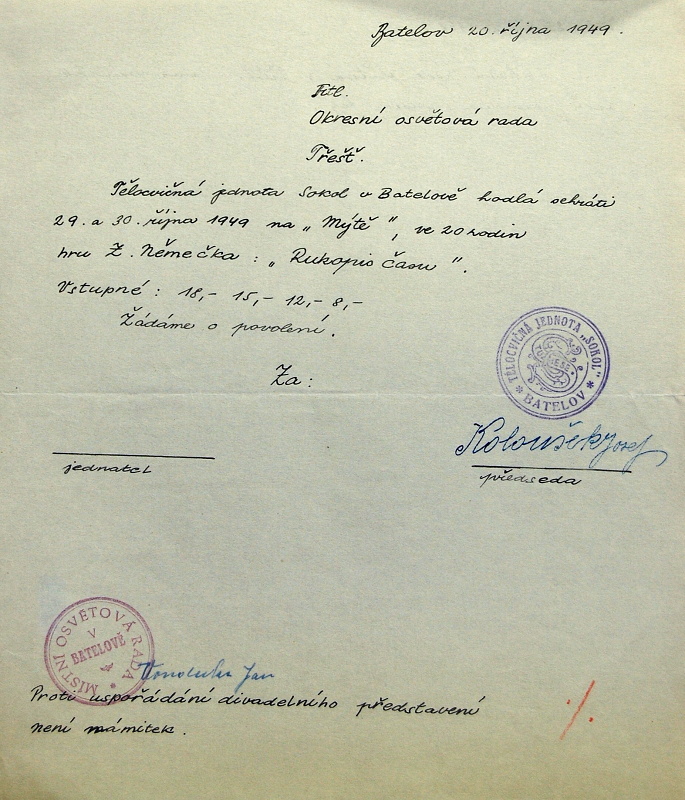 Batelov 20. října 1949.
Titl.
Okresní osvětová rada
Třešť.
Tělocvičná jednota Sokol v Batelově hodlá sehráti
29. a 30. října 1949 na „Mýtě", ve 20 hodin
hru Z. Němečka : „Rukopis času".
Vstupné : 18,- 15,- 12,- 8,-
Žádáme o povolení.
Za :
TĚLOCVIČNÁ JEDNOTA „SOKOL"
* BATELOV *
Koloušek Josef
jednatel
předseda
MÍSTNÍ OSVĚTOVÁ RADA
V
BATELOVĚ
Jan
Proti uspořádání divadelního představení
není námitek.